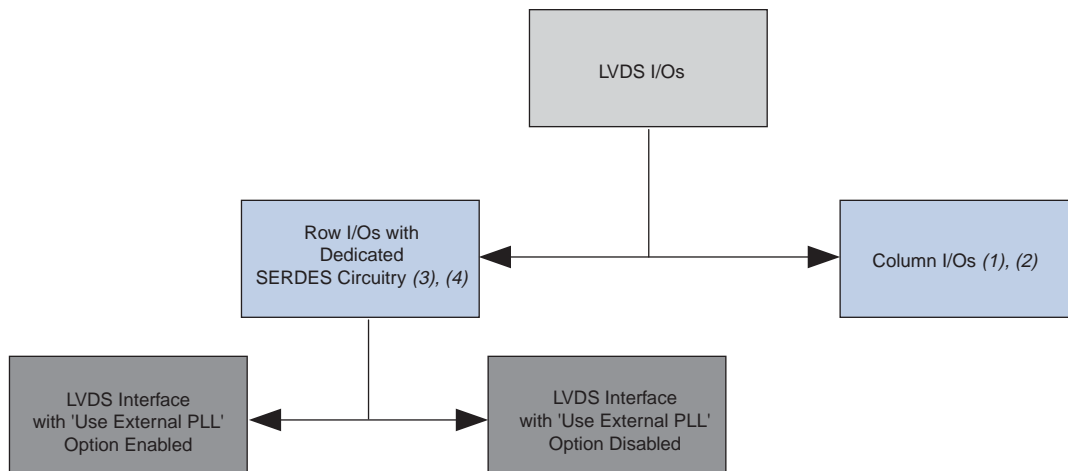 LVDS I/Os
Row I/Os with
Dedicated
SERDES Circuitry (3), (4)
Column I/Os (1), (2)
LVDS Interface
with 'Use External PLL'
Option Enabled
LVDS Interface
with 'Use External PLL'
Option Disabled